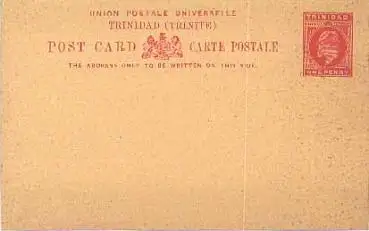 UNION POSTALE UNIVERSELLE
TRINIDAD (TRINITÉ)
POST CARD CARTE POSTALE
THE ADDRESS ONLY TO BE WRITTEN ON THIS SIDE.
TRINIDAD
ONE PENNY